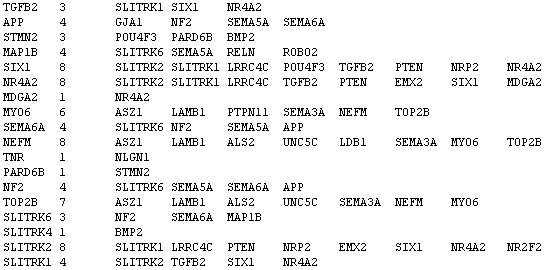 TGFB2 3 SLITRK1 SIX1 NR4A2
APP 4 GJA1 NF2 SEMA5A SEMA6A
STMN2 3 POU4F3 PARD6B BMP2
MAP1B 4 SLITRK6 SEMA5A RELN ROBO2
SIX1 8 SLITRK2 SLITRK1 LRRC4C POU4F3 TGFB2 PTEN NRP2 NR4A2
NR4A2 8 SLITRK2 SLITRK1 LRRC4C TGFB2 PTEN EMX2 SIX1 MDGA2
MDGA2 1 NR4A2
MYO6 6 ASZ1 LAMB1 PTPN11 SEMA3A NEFM TOP2B
SEMA6A 4 SLITRK6 NF2 SEMA5A APP
NEFM 8 ASZ1 LAMB1 ALS2 UNC5C LDB1 SEMA3A MYO6 TOP2B
TNR 1 NLGN1
PARD6B 1 STMN2
NF2 4 SLITRK6 SEMA5A SEMA6A APP
TOP2B 7 ASZ1 LAMB1 ALS2 UNC5C SEMA3A NEFM MYO6
SLITRK6 3 NF2 SEMA6A MAP1B
SLITRK4 1 BMP2
SLITRK2 8 SLITRK1 LRRC4C PTEN NRP2 EMX2 SIX1 NR4A2 NR2F2
SLITRK1 4 SLITRK2 TGFB2 SIX1 NR4A2